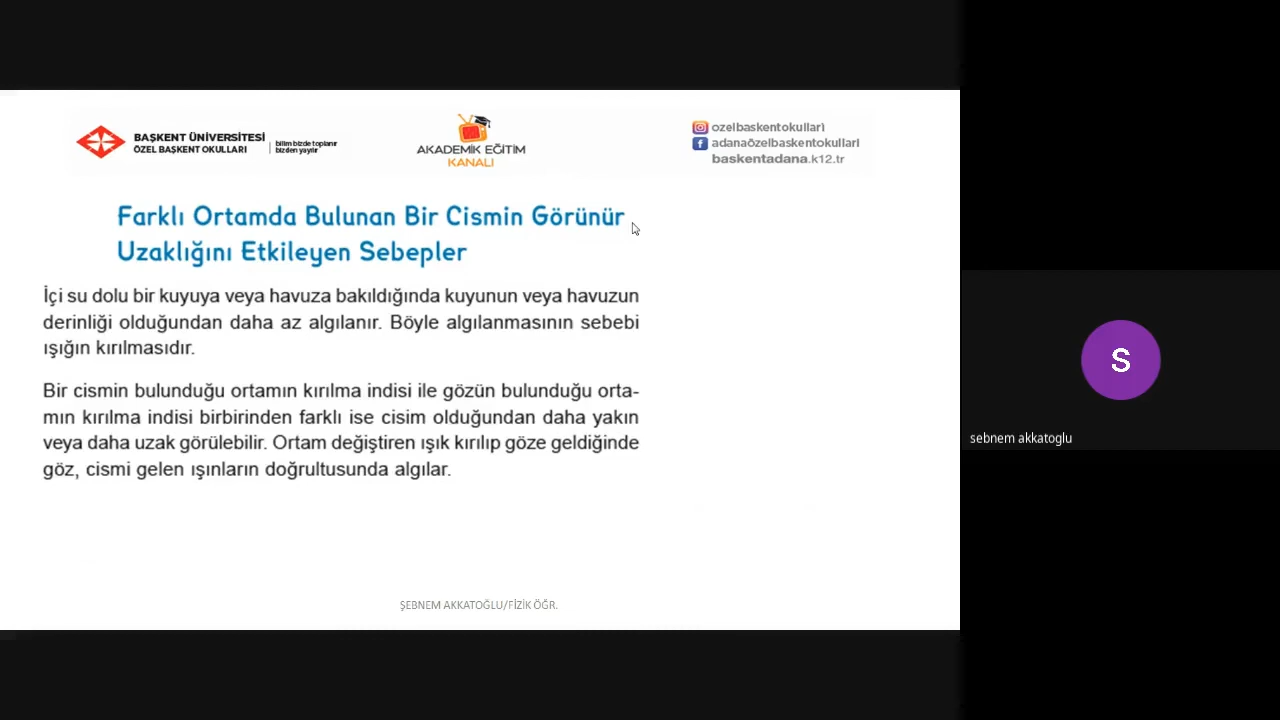 BAŞKENT ÜNİVERSİTESİ
ÖZEL BAŞKENT OKULLARI
bilim bizde toplanır
bizden yayılır
AKADEMİK EĞİTİM
KANALI
ozelbaskentokullari
adanaözelbaskentokullari
baskentadana.k12.tr
Farklı Ortamda Bulunan Bir Cismin Görünür
Uzaklığını Etkileyen Sebepler
İçi su dolu bir kuyuya veya havuza bakıldığında kuyunun veya havuzun
derinliği olduğundan daha az algılanır. Böyle algılanmasının sebebi
ışığın kırılmasıdır.
Bir cismin bulunduğu ortamın kırılma indisi ile gözün bulunduğu orta-
mın kırılma indisi birbirinden farklı ise cisim olduğundan daha yakın
veya daha uzak görülebilir. Ortam değiştiren ışık kırılıp göze geldiğinde
göz, cismi gelen ışınların doğrultusunda algılar.
ŞEBNEM AKKATOĞLU/FİZİK ÖĞR.
S
sebnem akkatoglu